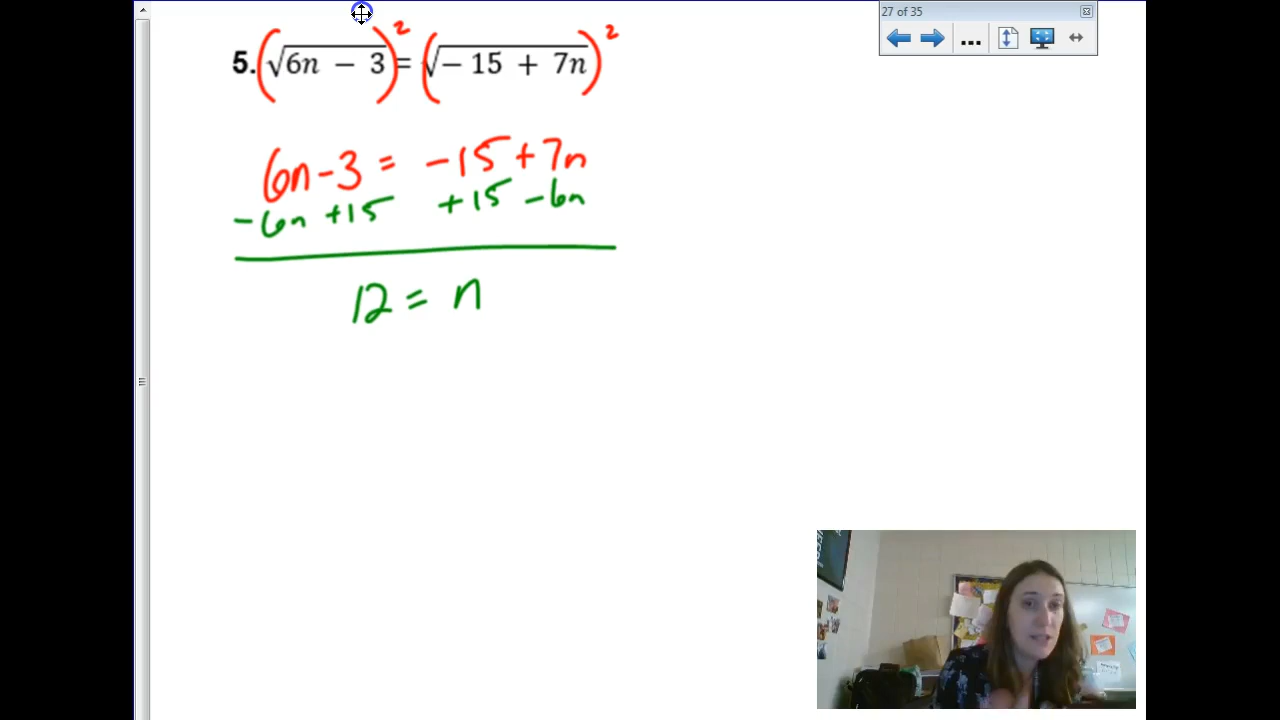 27 of 35
5. (√6n − 3)² = (√− 15 + 7n)²
6n-3 = -15+7n
-6n +15 +15 -6n
12 = n